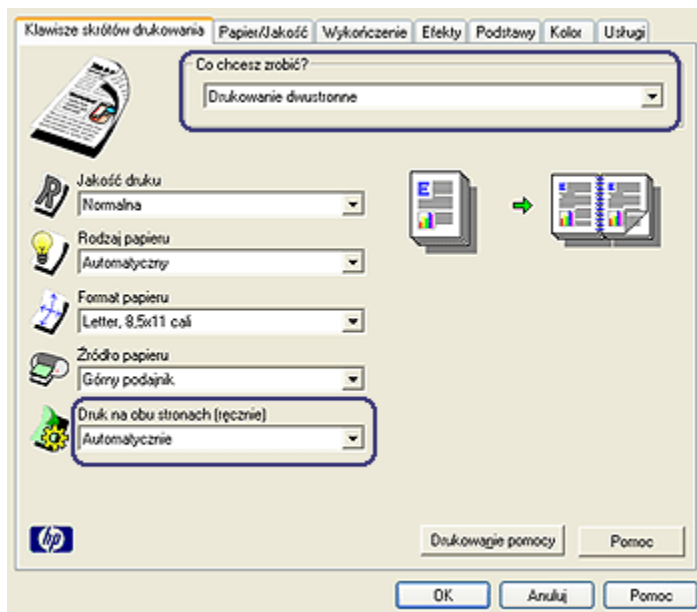 Klawisze skrótów drukowania Papier/Jakość Wykończenie Efekty Podstawy Kolor Usługi
Co chcesz zrobić?
Drukowanie dwustronne
Jakość druku
Normalna
Rodzaj papieru
Automatyczny
Format papieru
Letter, 8,5x11 cali
Źródło papieru
Górny podajnik
Druk na obu stronach (ręcznie)
Automatycznie
hp
Drukowanie pomocy Pomoc
OK Anuluj Pomoc